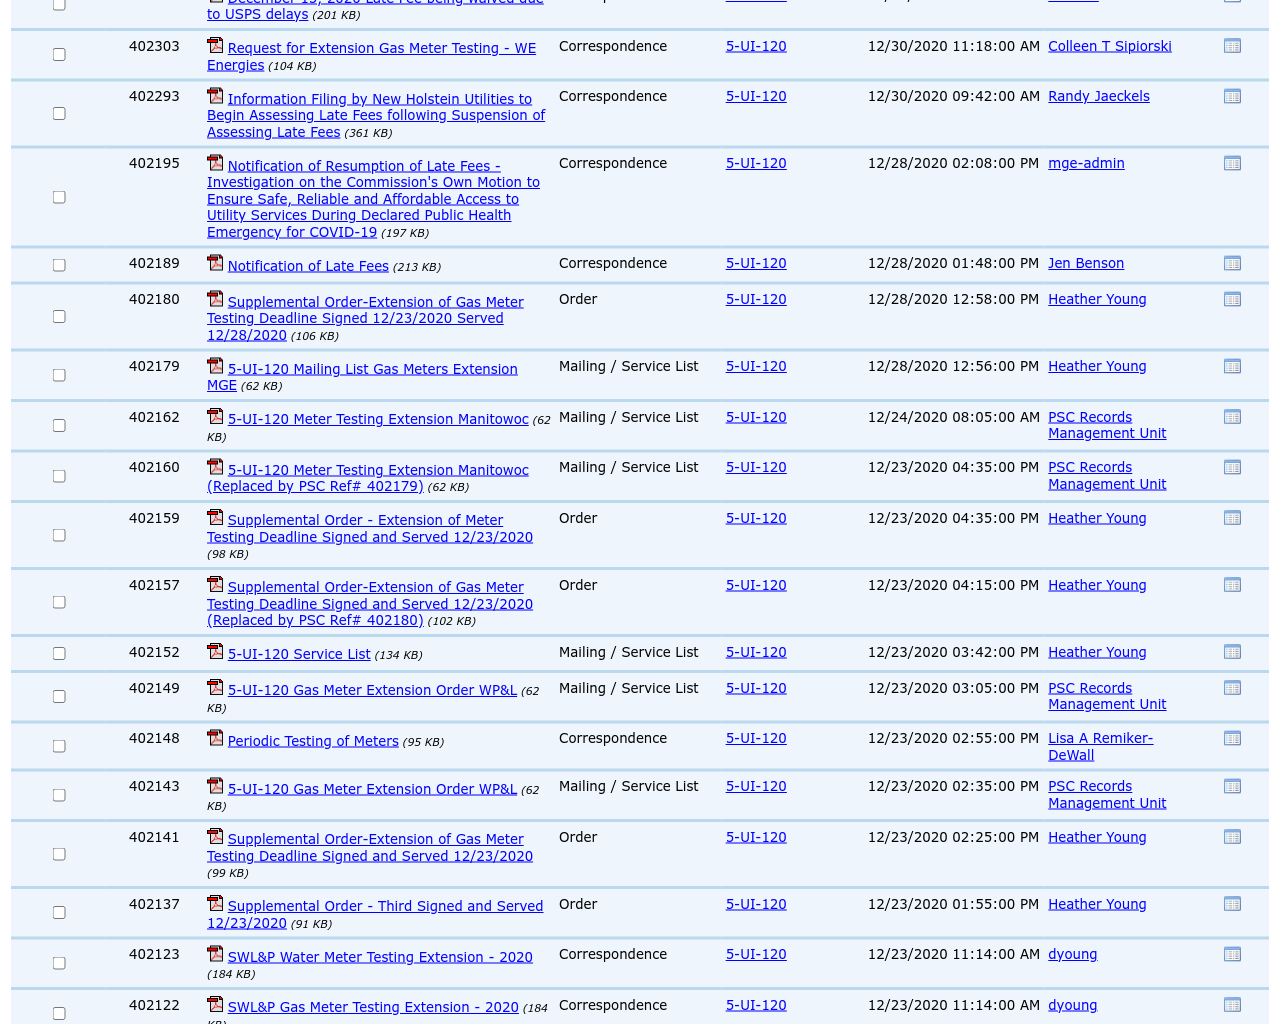 to USPS delays (201 KB)
402303 Request for Extension Gas Meter Testing - WE Correspondence 5-UI-120 12/30/2020 11:18:00 AM Colleen T Sipiorski
Energies (104 KB)
402293 Information Filing by New Holstein Utilities to Correspondence 5-UI-120 12/30/2020 09:42:00 AM Randy Jaeckels
Begin Assessing Late Fees following Suspension of
Assessing Late Fees (361 KB)
402195 Notification of Resumption of Late Fees - Correspondence 5-UI-120 12/28/2020 02:08:00 PM mge-admin
Investigation on the Commission's Own Motion to
Ensure Safe, Reliable and Affordable Access to
Utility Services During Declared Public Health
Emergency for COVID-19 (197 KB)
402189 Notification of Late Fees (213 KB) Correspondence 5-UI-120 12/28/2020 01:48:00 PM Jen Benson
402180 Supplemental Order-Extension of Gas Meter Order 5-UI-120 12/28/2020 12:58:00 PM Heather Young
Testing Deadline Signed 12/23/2020 Served
12/28/2020 (106 KB)
402179 5-UI-120 Mailing List Gas Meters Extension Mailing / Service List 5-UI-120 12/28/2020 12:56:00 PM Heather Young
MGE (62 KB)
402162 5-UI-120 Meter Testing Extension Manitowoc (62 Mailing / Service List 5-UI-120 12/24/2020 08:05:00 AM PSC Records
KB) Management Unit
402160 5-UI-120 Meter Testing Extension Manitowoc Mailing / Service List 5-UI-120 12/23/2020 04:35:00 PM PSC Records
(Replaced by PSC Ref# 402179) (62 KB) Management Unit
402159 Supplemental Order - Extension of Meter Order 5-UI-120 12/23/2020 04:35:00 PM Heather Young
Testing Deadline Signed and Served 12/23/2020
(98 KB)
402157 Supplemental Order-Extension of Gas Meter Order 5-UI-120 12/23/2020 04:15:00 PM Heather Young
Testing Deadline Signed and Served 12/23/2020
(Replaced by PSC Ref# 402180) (102 KB)
402152 5-UI-120 Service List (134 KB) Mailing / Service List 5-UI-120 12/23/2020 03:42:00 PM Heather Young
402149 5-UI-120 Gas Meter Extension Order WP&L (62 Mailing / Service List 5-UI-120 12/23/2020 03:05:00 PM PSC Records
KB) Management Unit
402148 Periodic Testing of Meters (95 KB) Correspondence 5-UI-120 12/23/2020 02:55:00 PM Lisa A Remiker-
DeWall
402143 5-UI-120 Gas Meter Extension Order WP&L (62 Mailing / Service List 5-UI-120 12/23/2020 02:35:00 PM PSC Records
KB) Management Unit
402141 Supplemental Order-Extension of Gas Meter Order 5-UI-120 12/23/2020 02:25:00 PM Heather Young
Testing Deadline Signed and Served 12/23/2020
(99 KB)
402137 Supplemental Order - Third Signed and Served Order 5-UI-120 12/23/2020 01:55:00 PM Heather Young
12/23/2020 (91 KB)
402123 SWL&P Water Meter Testing Extension - 2020 Correspondence 5-UI-120 12/23/2020 11:14:00 AM dyoung
(184 KB)
402122 SWL&P Gas Meter Testing Extension - 2020 (184 Correspondence 5-UI-120 12/23/2020 11:14:00 AM dyoung